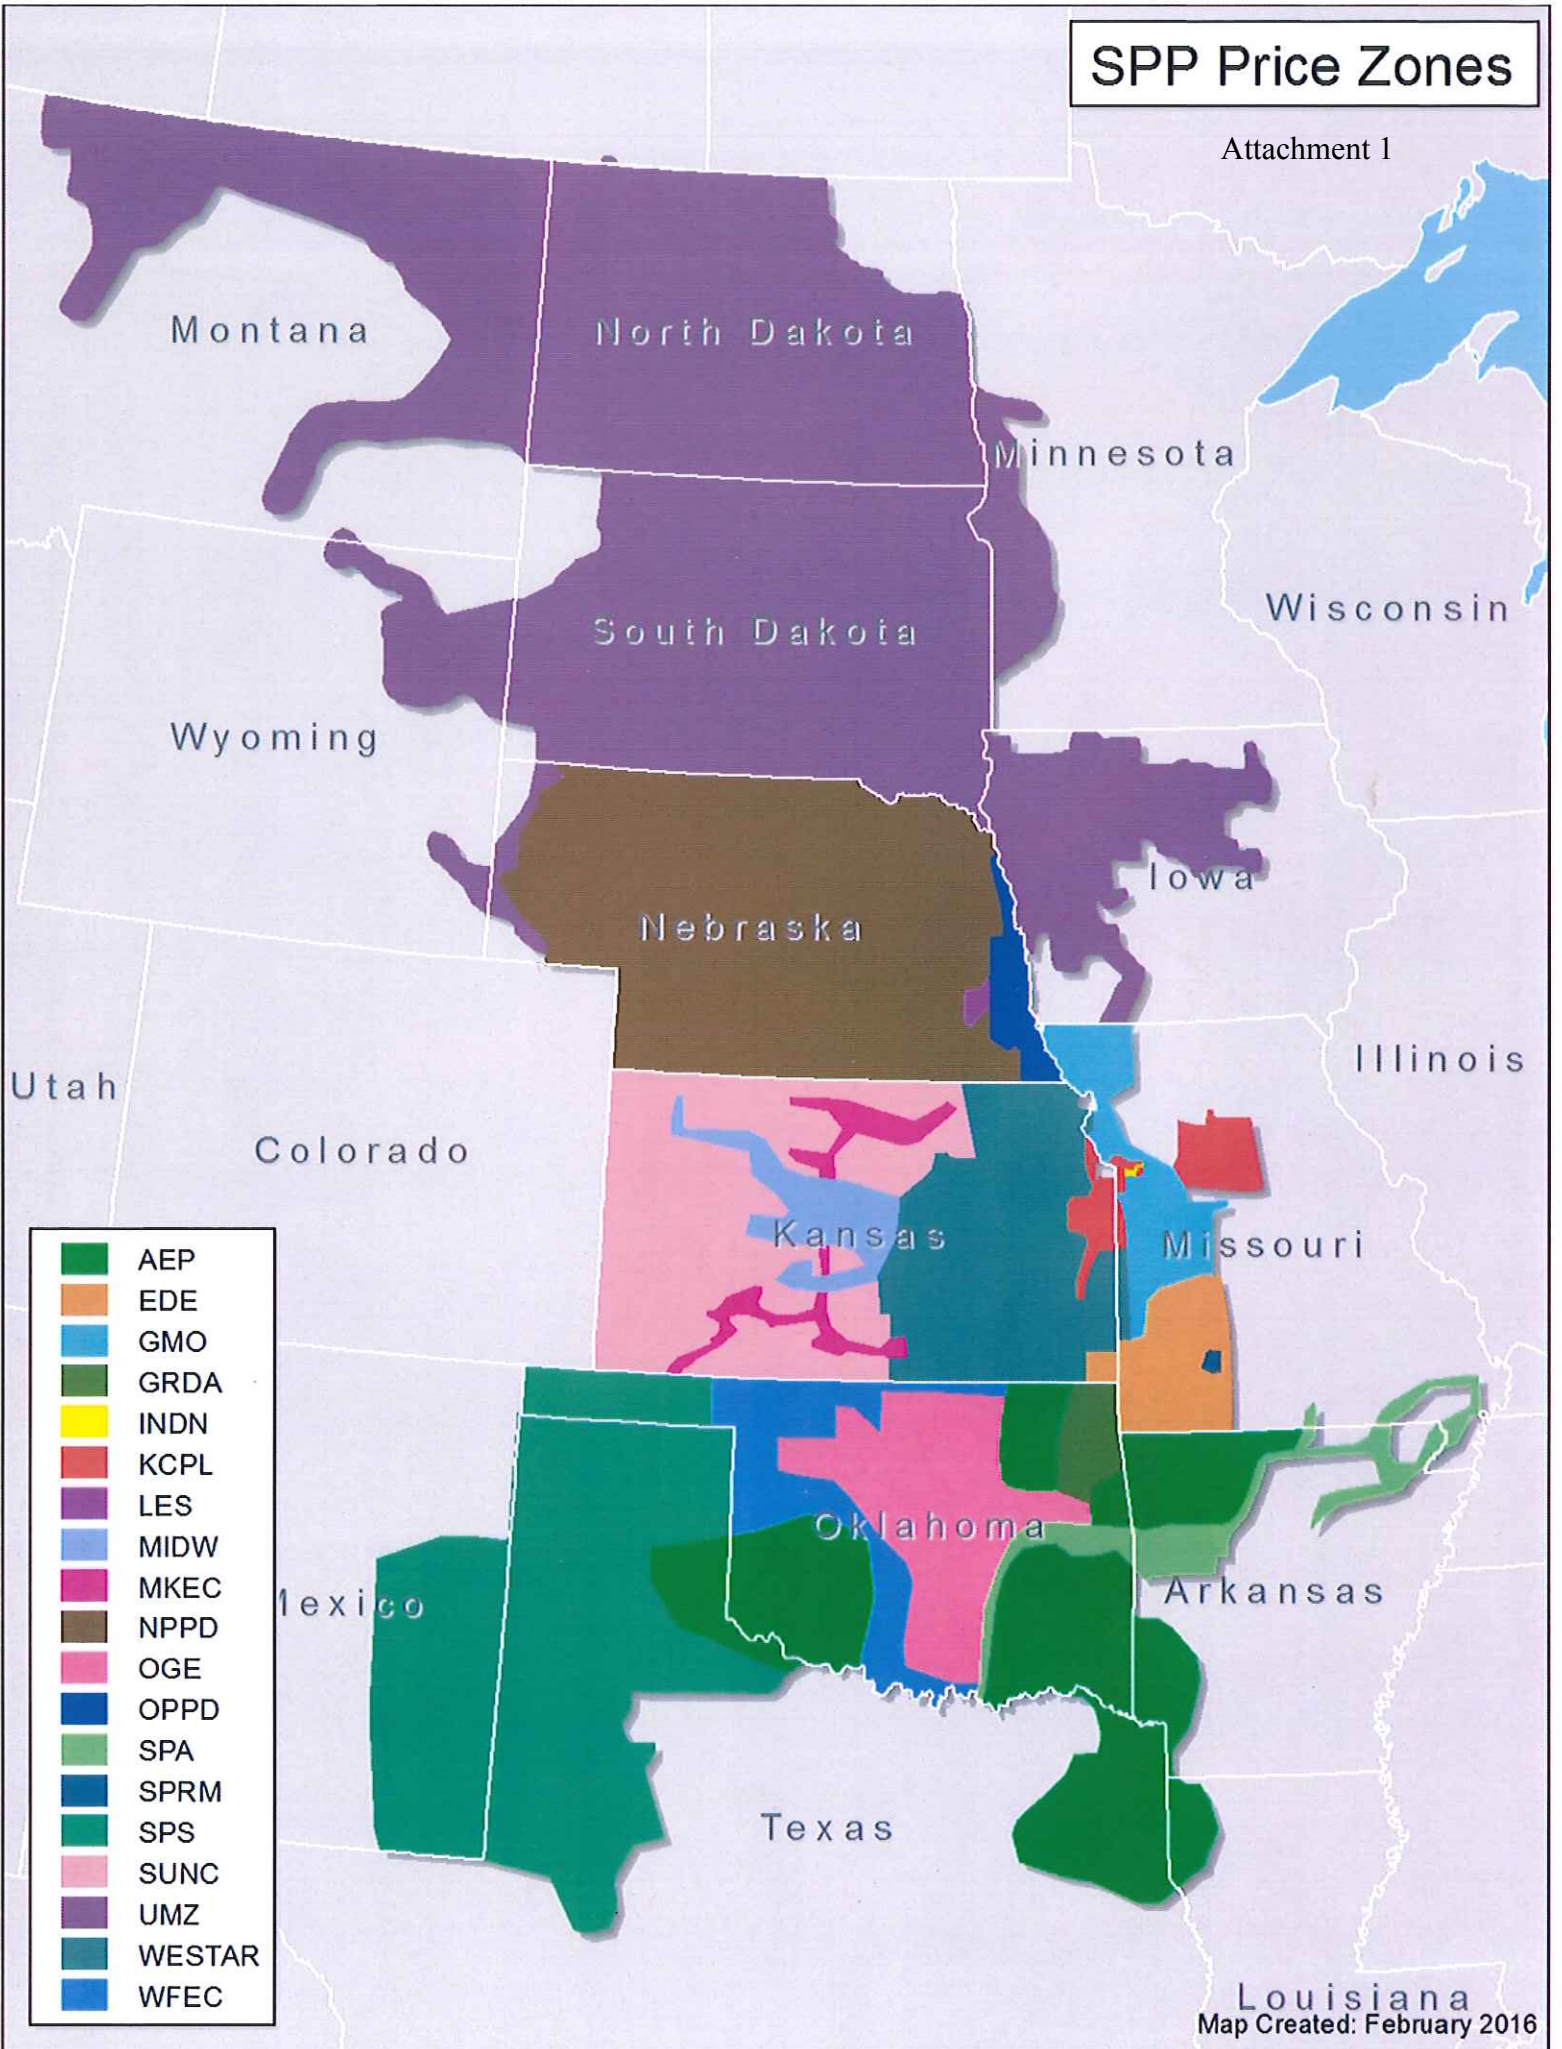 SPP Price Zones
Attachment 1
Montana
North Dakota
Minnesota
Wisconsin
South Dakota
Wyoming
Iowa
Nebraska
Illinois
Utah
Colorado
Kansas
Missouri
AEP
EDE
GMO
GRDA
INDN
KCPL
LES
MIDW
MKEC
NPPD
OGE
OPPD
SPA
SPRM
SPS
SUNC
UMZ
WESTAR
WFEC
Oklahoma
Mexico
Arkansas
Texas
Louisiana
Map Created: February 2016